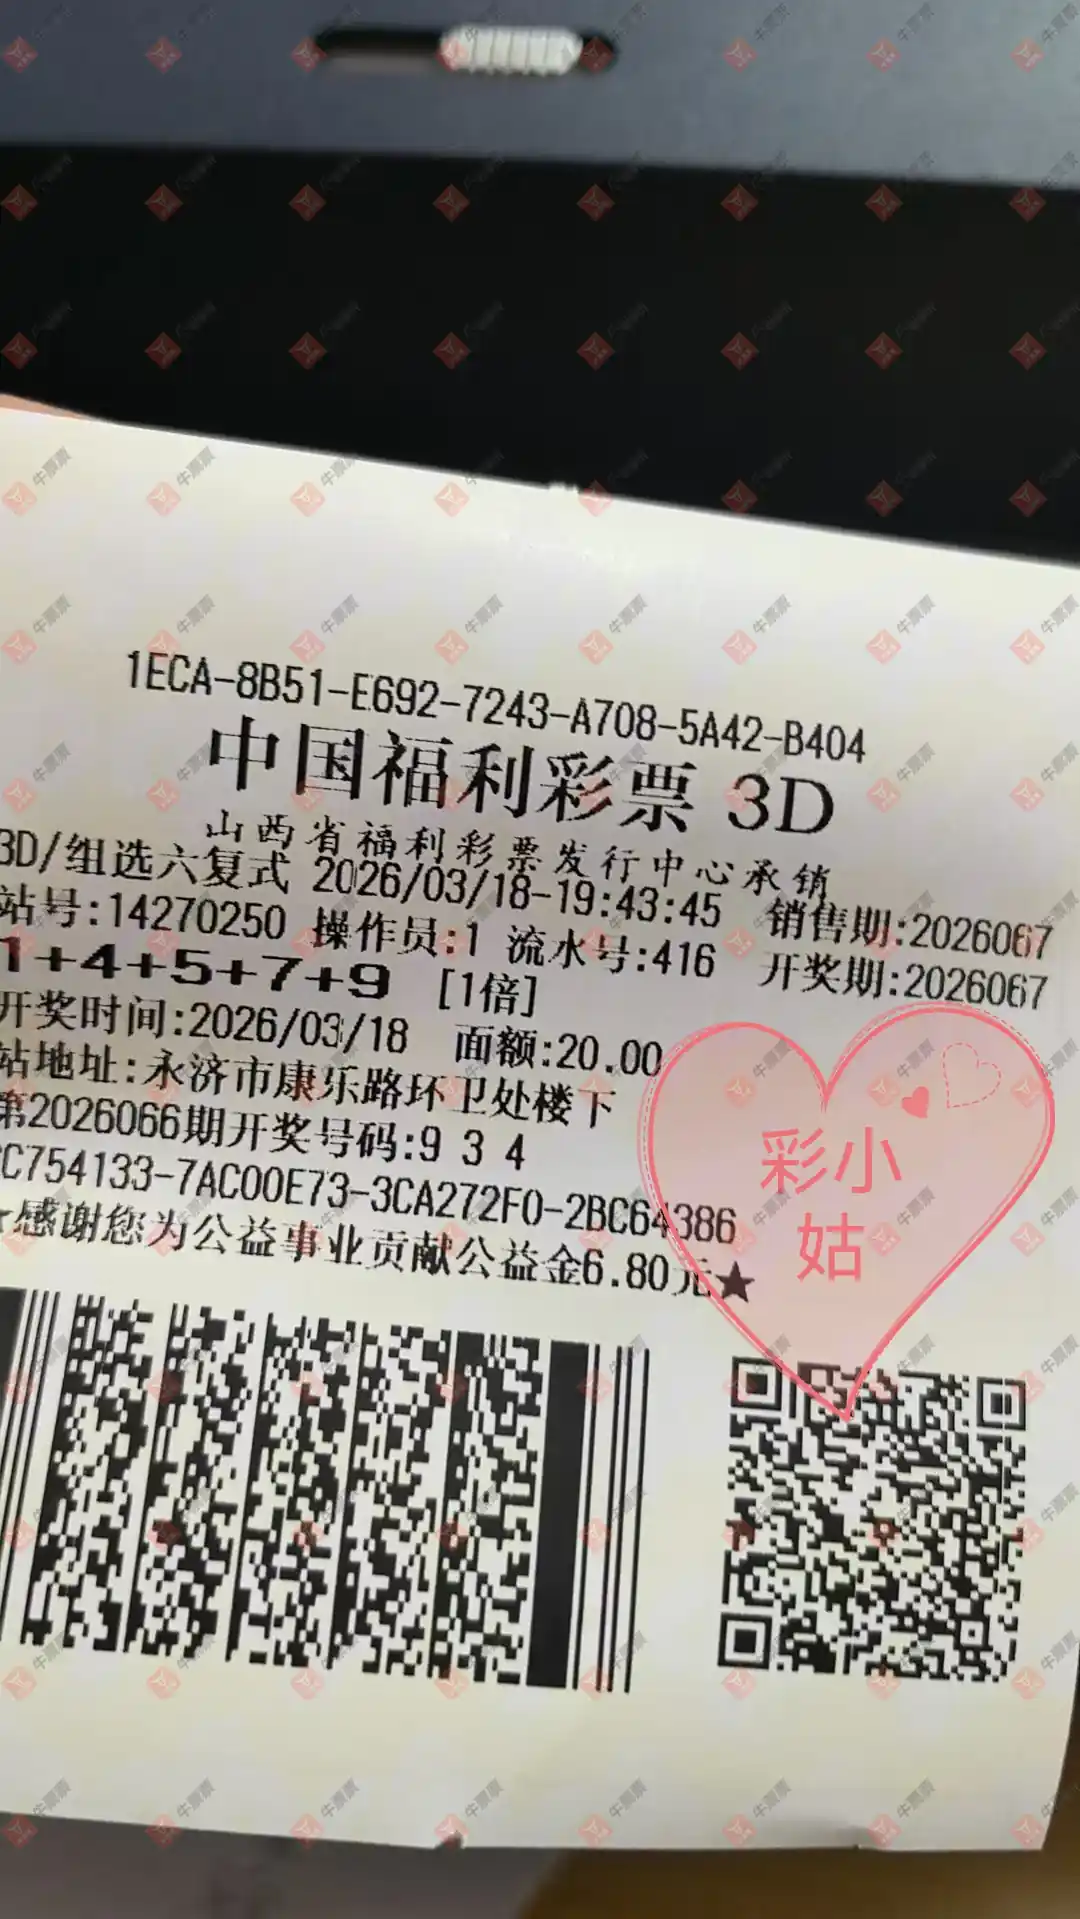 1ECA-8B51-E692-7243-A708-5A42-B404
中国福利彩票 3D
山西省福利彩票发行中心承销
3D/组选六复式 2026/03/18-19:43:45 销售期:2026067
站号:14270250 操作员:1 流水号:416 开奖期:2026067
1+4+5+7+9 [1倍]
开奖时间:2026/03/18 面额:20.00
站地址:永济市康乐路环卫处楼下
第2026066期开奖号码:9 3 4
C754133-7AC00E73-3CA272F0-2BC64386
★感谢您为公益事业贡献公益金6.80元★
彩小
姑
牛票票